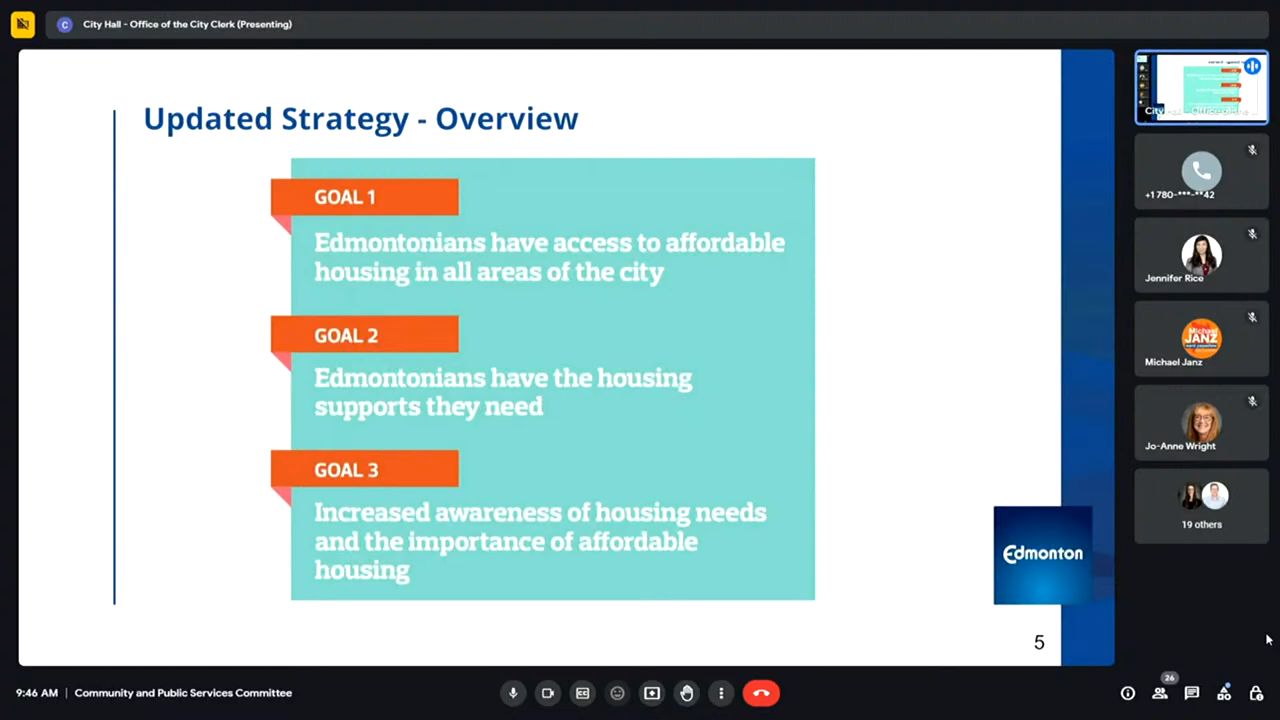 City Hall - Office of the City Clerk (Presenting)
C
Updated Strategy - Overview
GOAL 1
Edmontonians have access to affordable
housing in all areas of the city
GOAL 2
Edmontonians have the housing
supports they need
GOAL 3
Increased awareness of housing needs
and the importance of affordable
housing
Edmonton
5
+1 780-***-**42
Jennifer Rice
Michael
JANZ
Michael Janz
Jo-Anne Wright
19 others
9:46 AM | Community and Public Services Committee
26